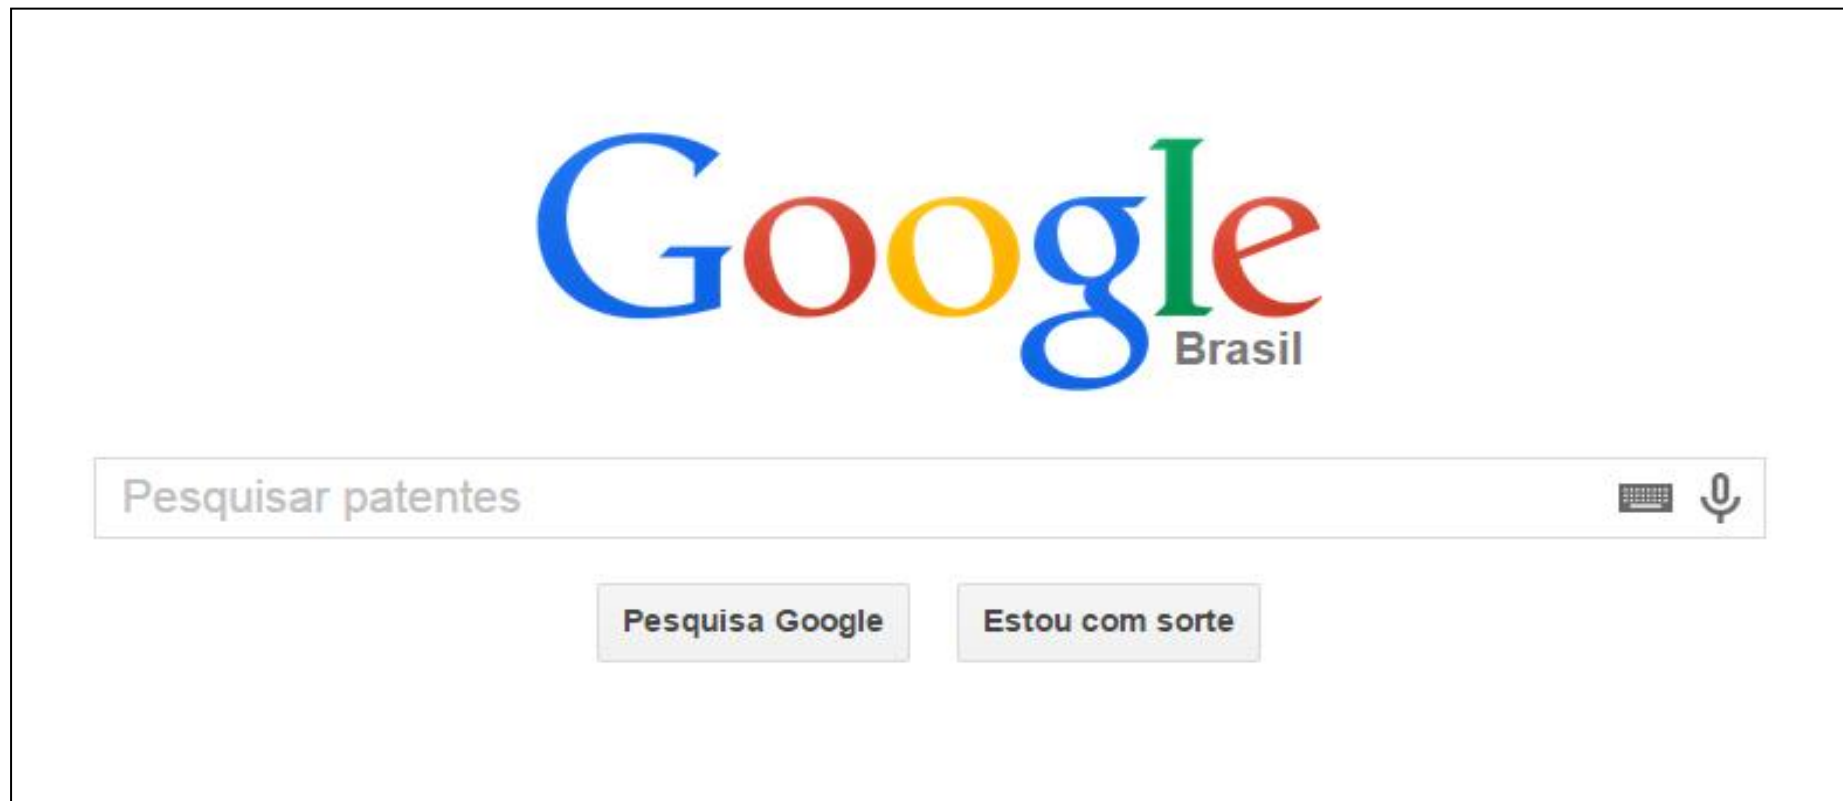 Google
Brasil
Pesquisar patentes
Pesquisa Google
Estou com sorte